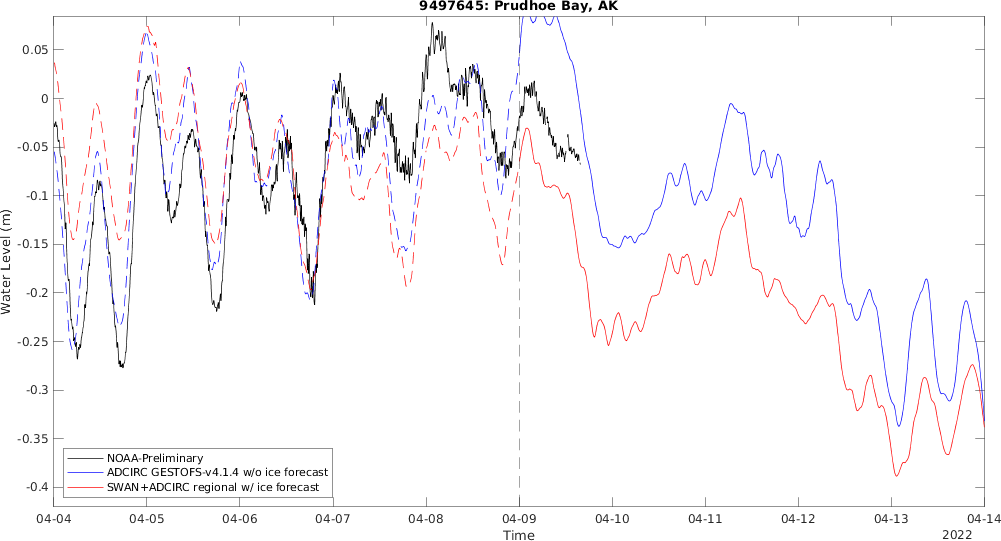 9497645: Prudhoe Bay, AK
Water Level (m)
0.05
0
-0.05
-0.1
-0.15
-0.2
-0.25
-0.3
-0.35
-0.4
NOAA-Preliminary
ADCIRC GESTOFS-v4.1.4 w/o ice forecast
SWAN+ADCIRC regional w/ ice forecast
04-04 04-05 04-06 04-07 04-08 04-09 04-10 04-11 04-12 04-13 04-14
Time
2022